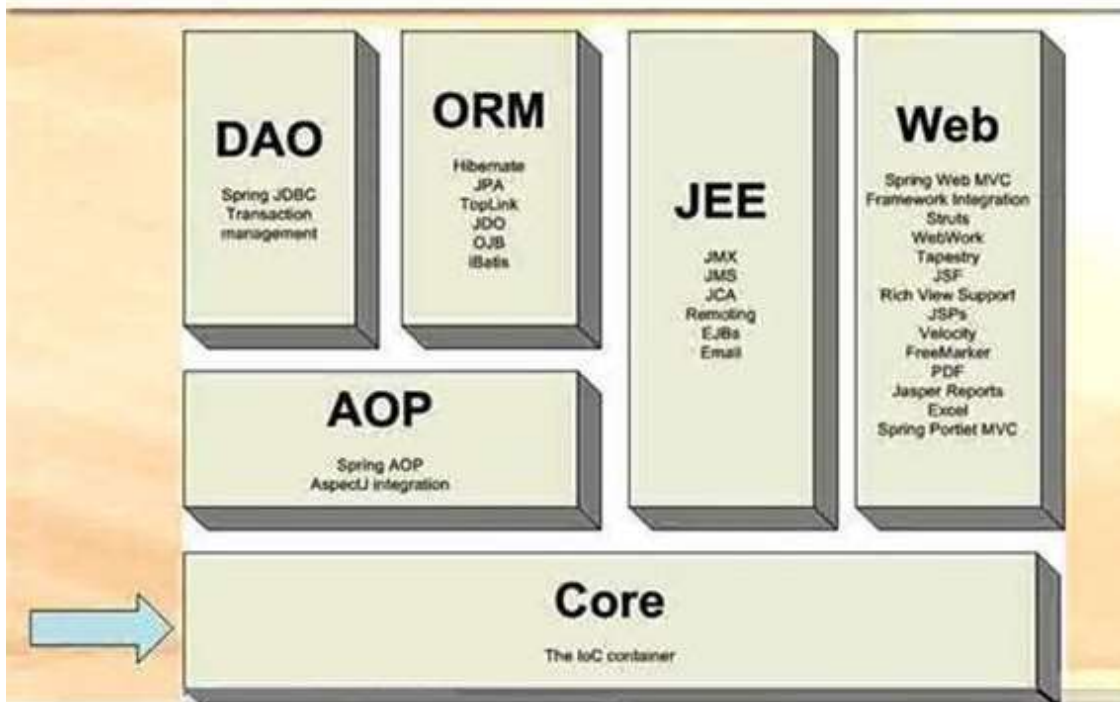 DAO
Spring JDBC
Transaction
management
ORM
Hibernate
JPA
TopLink
JDO
OJB
iBatis
JEE
JMX
JMS
JCA
Remoting
EJBs
Email
Web
Spring Web MVC
Framework Integration
Struts
WebWork
Tapestry
JSF
Rich View Support
JSPs
Velocity
FreeMarker
PDF
Jasper Reports
Excel
Spring Portlet MVC
AOP
Spring AOP
AspectJ integration
Core
The IoC container